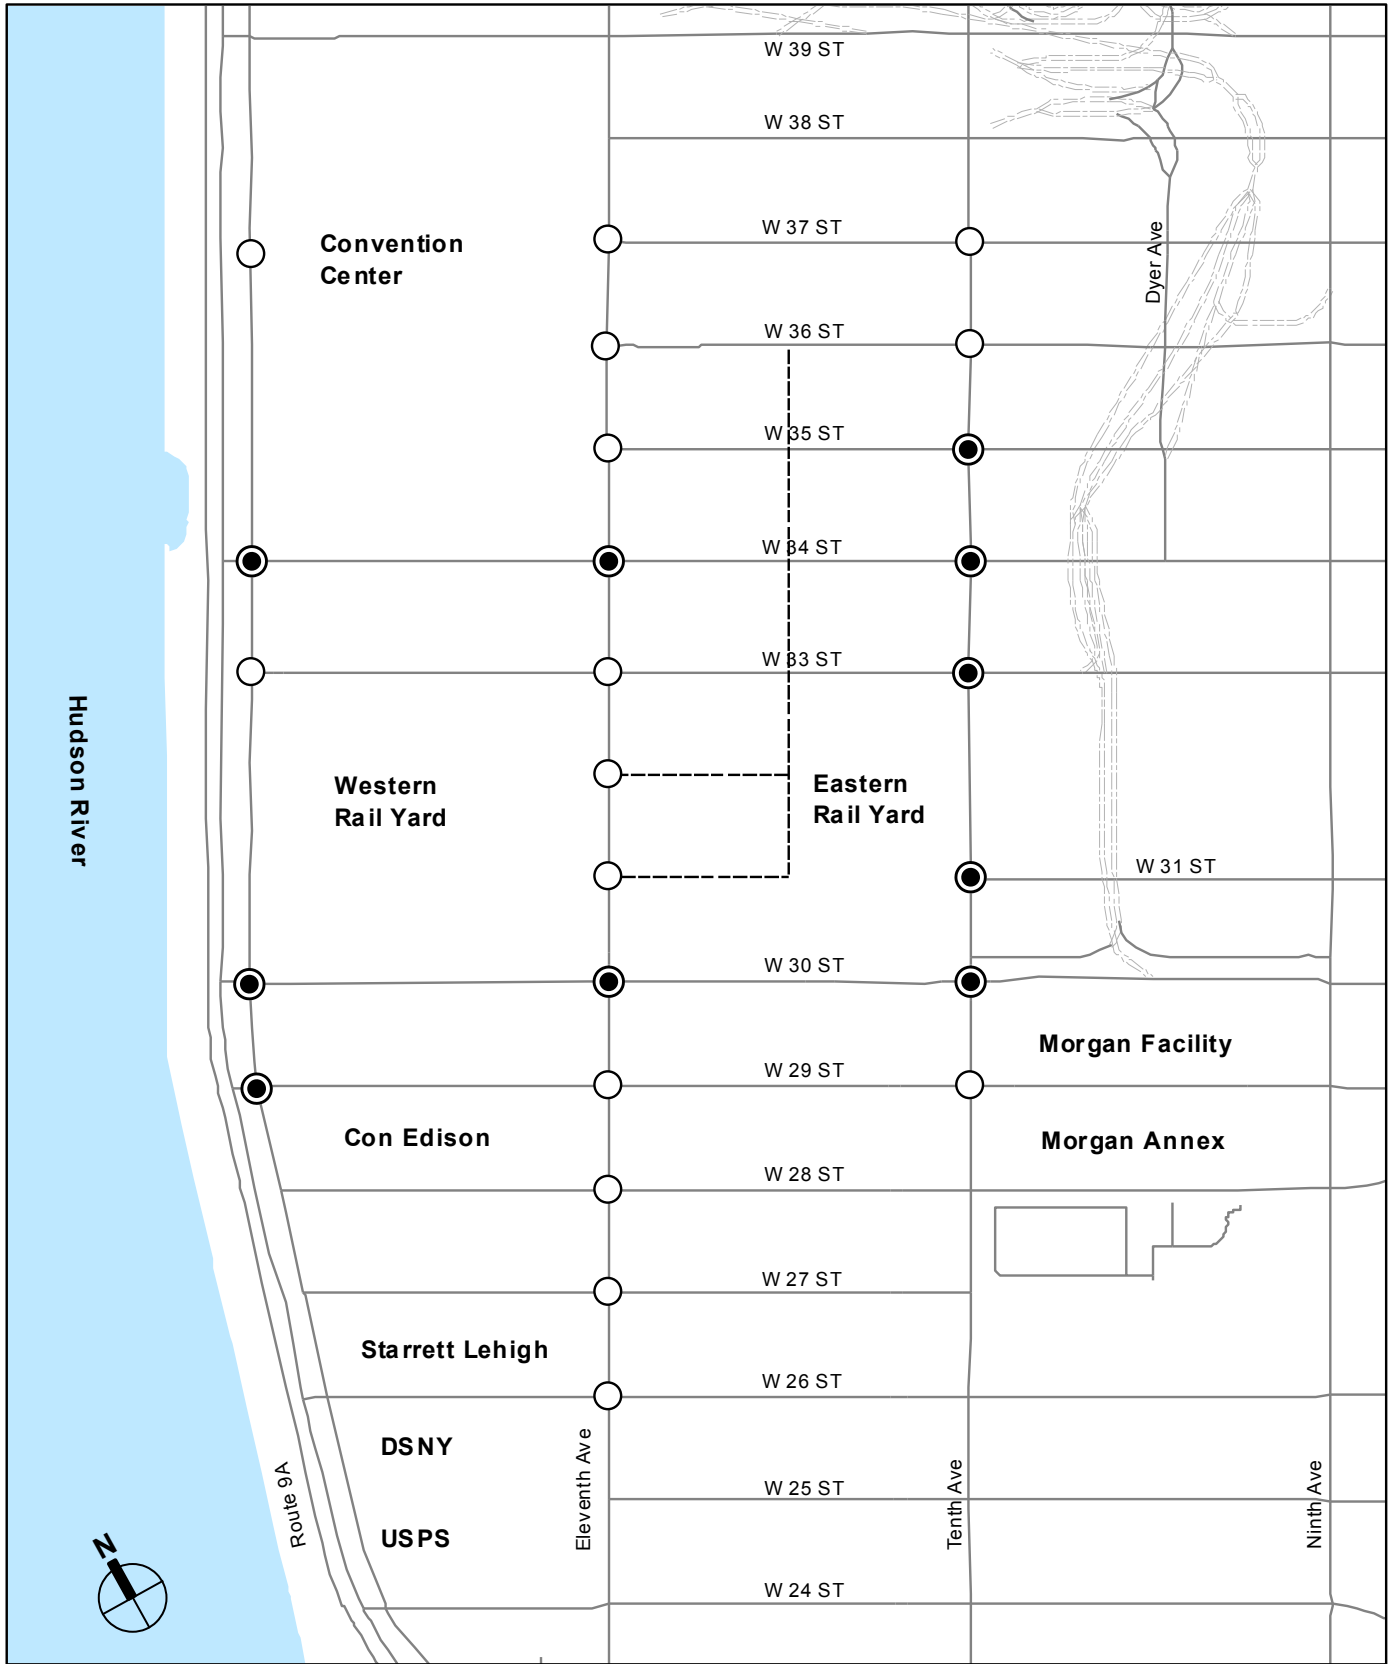 W 39 ST
W 38 ST
W 37 ST
Dyer Ave
Convention
Center
W 36 ST
W 35 ST
W 34 ST
W 33 ST
Hudson River
Western
Rail Yard
Eastern
Rail Yard
W 31 ST
W 30 ST
Morgan Facility
W 29 ST
Con Edison
Morgan Annex
W 28 ST
W 27 ST
Starrett Lehigh
W 26 ST
DSNY
Route 9A
Eleventh Ave
Tenth Ave
Ninth Ave
W 25 ST
USPS
N
W 24 ST